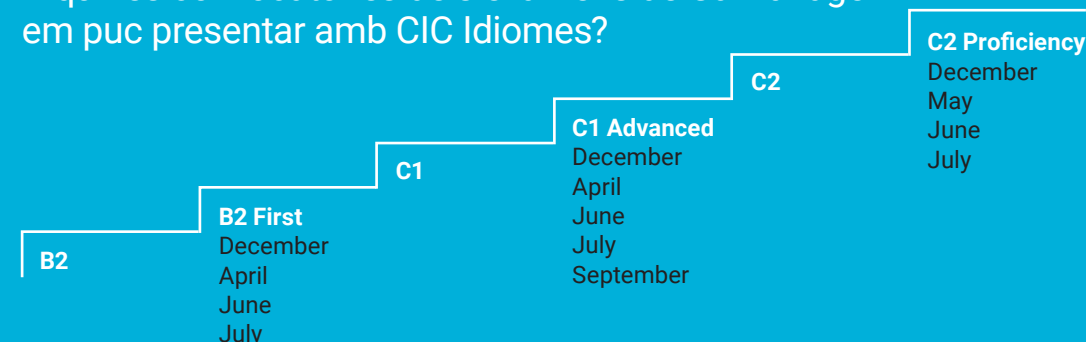 em puc presentar amb CIC Idiomes?
B2
B2 First
December
April
June
July
C1
C1 Advanced
December
April
June
July
September
C2
C2 Proficiency
December
May
June
July